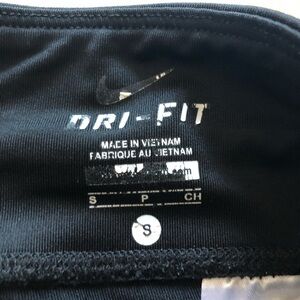 DRI-FIT
MADE IN VIETNAM
FABRIQUE AU VIETNAM
S P CH
S